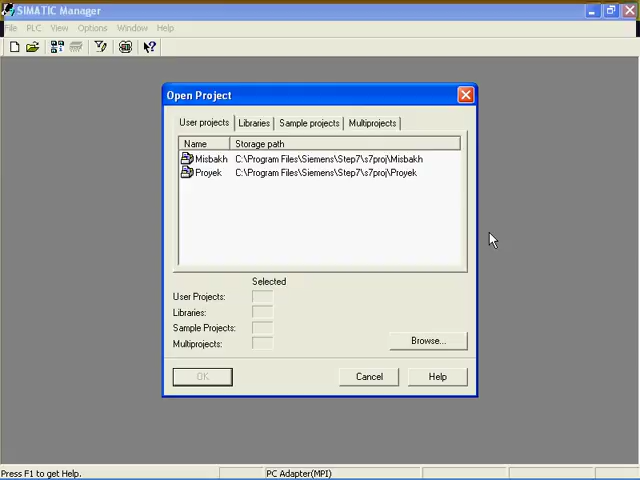 SIMATIC Manager
File PLC View Options Window Help
Open Project
User projects Libraries Sample projects Multiprojects
Name Storage path
Misbakh C:\Program Files\Siemens\Step7\s7proj\Misbakh
Proyek C:\Program Files\Siemens\Step7\s7proj\Proyek
Selected
User Projects:
Libraries:
Sample Projects:
Multiprojects:
Browse...
OK Cancel Help
Press F1 to get Help. PC Adapter(MPI)